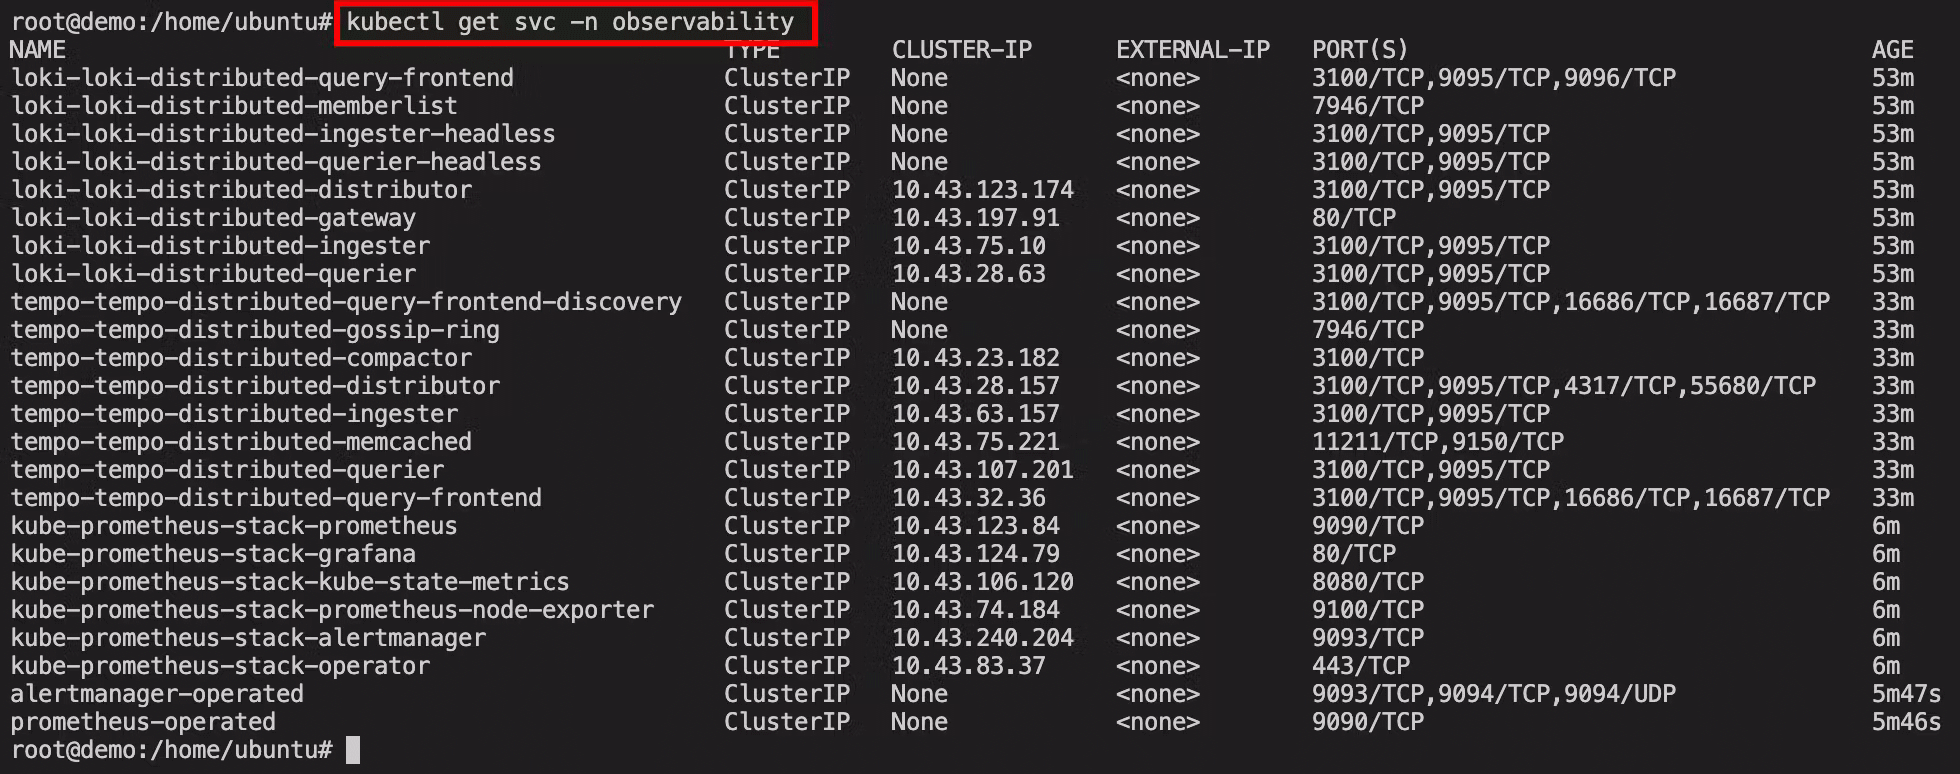 root@demo:/home/ubuntu# kubectl get svc -n observability
NAME TYPE CLUSTER-IP EXTERNAL-IP PORT(S) AGE
loki-loki-distributed-query-frontend ClusterIP None <none> 3100/TCP,9095/TCP,9096/TCP 53m
loki-loki-distributed-memberlist ClusterIP None <none> 7946/TCP 53m
loki-loki-distributed-ingester-headless ClusterIP None <none> 3100/TCP,9095/TCP 53m
loki-loki-distributed-querier-headless ClusterIP None <none> 3100/TCP,9095/TCP 53m
loki-loki-distributed-distributor ClusterIP 10.43.123.174 <none> 3100/TCP,9095/TCP 53m
loki-loki-distributed-gateway ClusterIP 10.43.197.91 <none> 80/TCP 53m
loki-loki-distributed-ingester ClusterIP 10.43.75.10 <none> 3100/TCP,9095/TCP 53m
loki-loki-distributed-querier ClusterIP 10.43.28.63 <none> 3100/TCP,9095/TCP 53m
tempo-tempo-distributed-query-frontend-discovery ClusterIP None <none> 3100/TCP,9095/TCP,16686/TCP,16687/TCP 33m
tempo-tempo-distributed-gossip-ring ClusterIP None <none> 7946/TCP 33m
tempo-tempo-distributed-compactor ClusterIP 10.43.23.182 <none> 3100/TCP 33m
tempo-tempo-distributed-distributor ClusterIP 10.43.28.157 <none> 3100/TCP,9095/TCP,4317/TCP,55680/TCP 33m
tempo-tempo-distributed-ingester ClusterIP 10.43.63.157 <none> 3100/TCP,9095/TCP 33m
tempo-tempo-distributed-memcached ClusterIP 10.43.75.221 <none> 11211/TCP,9150/TCP 33m
tempo-tempo-distributed-querier ClusterIP 10.43.107.201 <none> 3100/TCP,9095/TCP 33m
tempo-tempo-distributed-query-frontend ClusterIP 10.43.32.36 <none> 3100/TCP,9095/TCP,16686/TCP,16687/TCP 33m
kube-prometheus-stack-prometheus ClusterIP 10.43.123.84 <none> 9090/TCP 6m
kube-prometheus-stack-grafana ClusterIP 10.43.124.79 <none> 80/TCP 6m
kube-prometheus-stack-kube-state-metrics ClusterIP 10.43.106.120 <none> 8080/TCP 6m
kube-prometheus-stack-prometheus-node-exporter ClusterIP 10.43.74.184 <none> 9100/TCP 6m
kube-prometheus-stack-alertmanager ClusterIP 10.43.240.204 <none> 9093/TCP 6m
kube-prometheus-stack-operator ClusterIP 10.43.83.37 <none> 443/TCP 6m
alertmanager-operated ClusterIP None <none> 9093/TCP,9094/TCP,9094/UDP 5m47s
prometheus-operated ClusterIP None <none> 9090/TCP 5m46s
root@demo:/home/ubuntu#